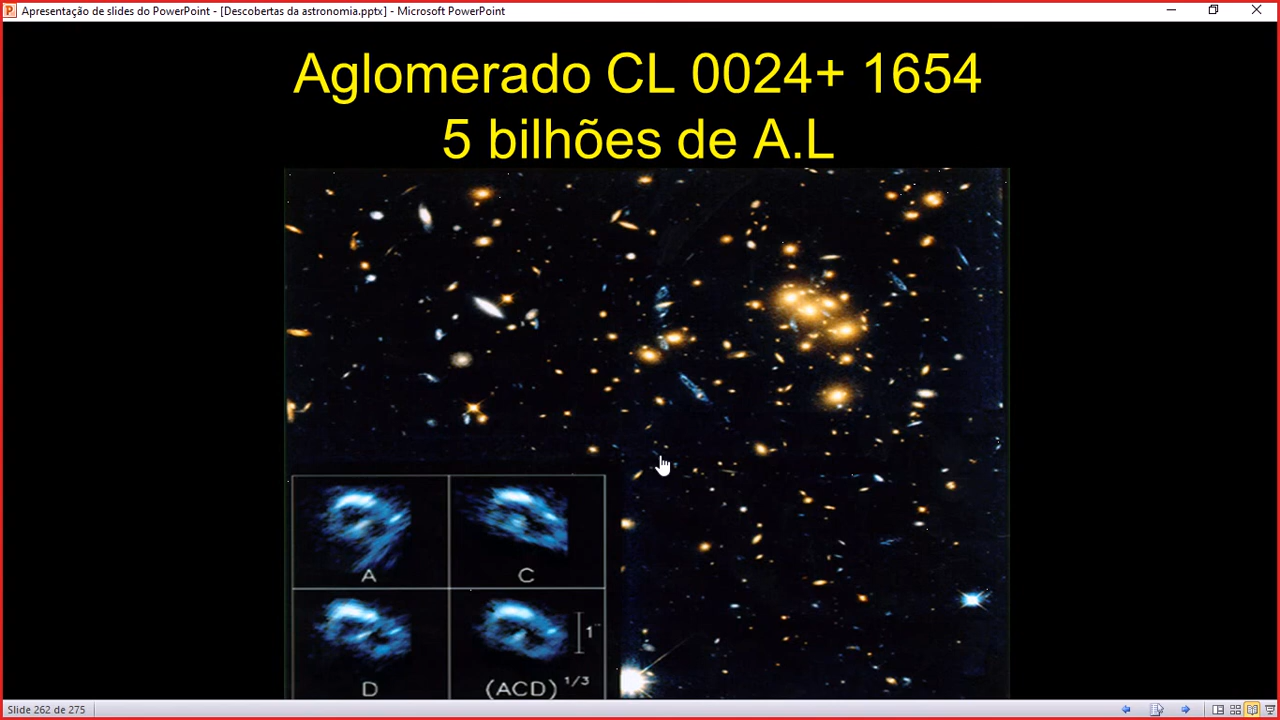 Apresentação de slides do PowerPoint - [Descobertas da astronomia.pptx] - Microsoft PowerPoint
Aglomerado CL 0024+ 1654
5 bilhões de A.L
A
C
1"
D
(ACD) 1/3
Slide 262 de 275